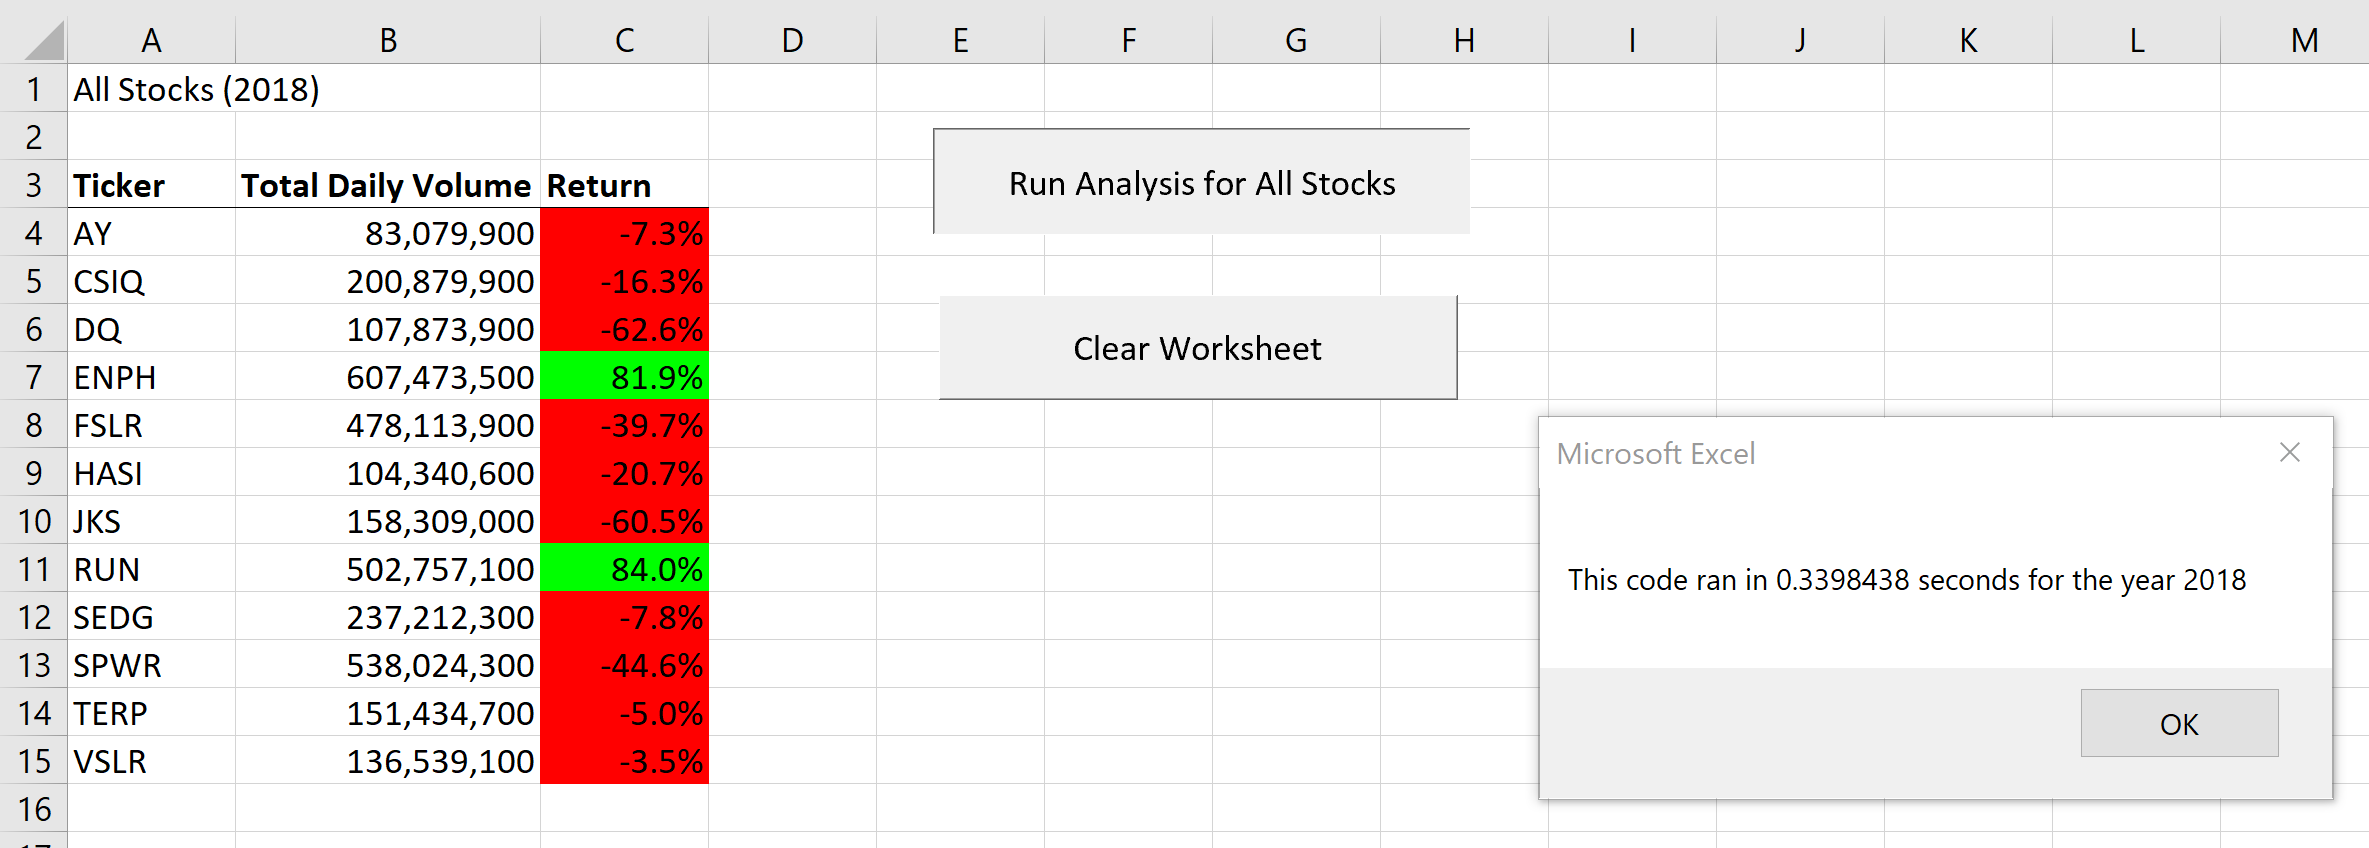 A B C D E F G H I J K L M
1 All Stocks (2018)
2
3 Ticker Total Daily Volume Return
4 AY 83,079,900 -7.3%
5 CSIQ 200,879,900 -16.3%
6 DQ 107,873,900 -62.6%
7 ENPH 607,473,500 81.9%
8 FSLR 478,113,900 -39.7%
9 HASI 104,340,600 -20.7%
10 JKS 158,309,000 -60.5%
11 RUN 502,757,100 84.0%
12 SEDG 237,212,300 -7.8%
13 SPWR 538,024,300 -44.6%
14 TERP 151,434,700 -5.0%
15 VSLR 136,539,100 -3.5%
16
17
Run Analysis for All Stocks
Clear Worksheet
Microsoft Excel
This code ran in 0.3398438 seconds for the year 2018
OK